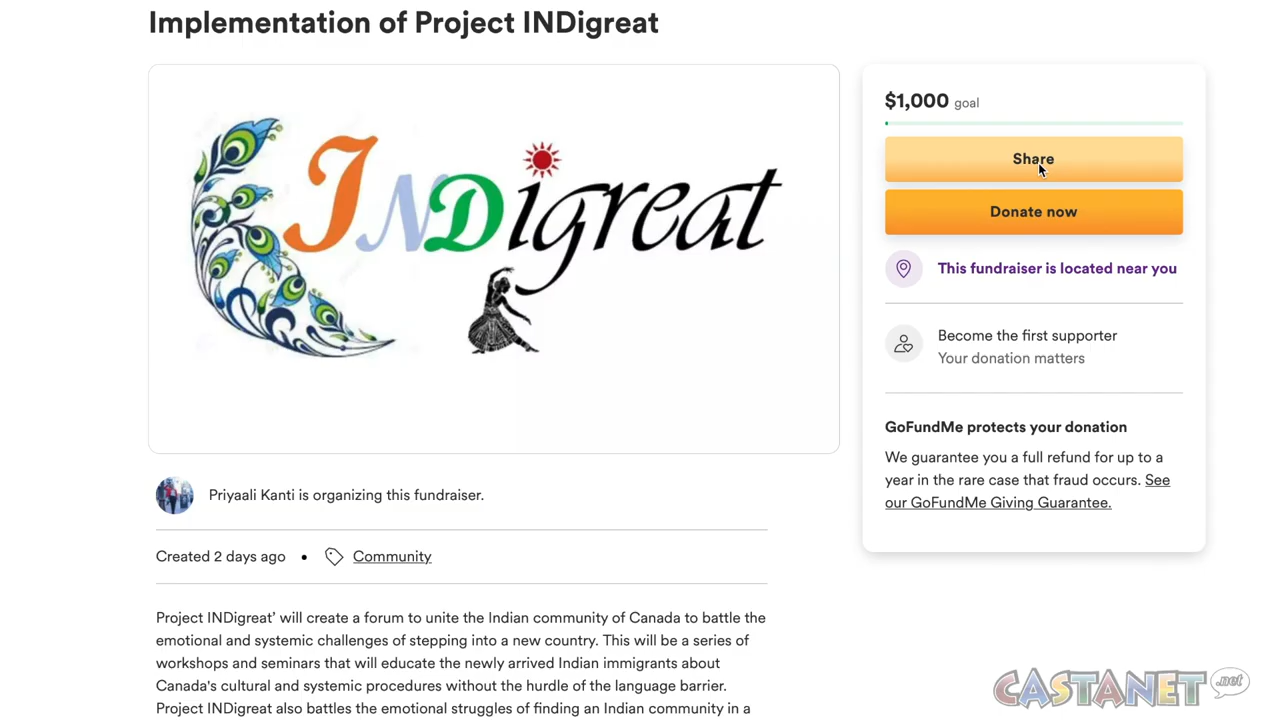 Implementation of Project INDigreat
INDigreat
$1,000 goal
Share
Donate now
This fundraiser is located near you
Become the first supporter
Your donation matters
GoFundMe protects your donation
We guarantee you a full refund for up to a
year in the rare case that fraud occurs. See
our GoFundMe Giving Guarantee.
Priyaali Kanti is organizing this fundraiser.
Created 2 days ago • Community
Project INDigreat’ will create a forum to unite the Indian community of Canada to battle the
emotional and systemic challenges of stepping into a new country. This will be a series of
workshops and seminars that will educate the newly arrived Indian immigrants about
Canada's cultural and systemic procedures without the hurdle of the language barrier.
Project INDigreat also battles the emotional struggles of finding an Indian community in a
CASTANET.net